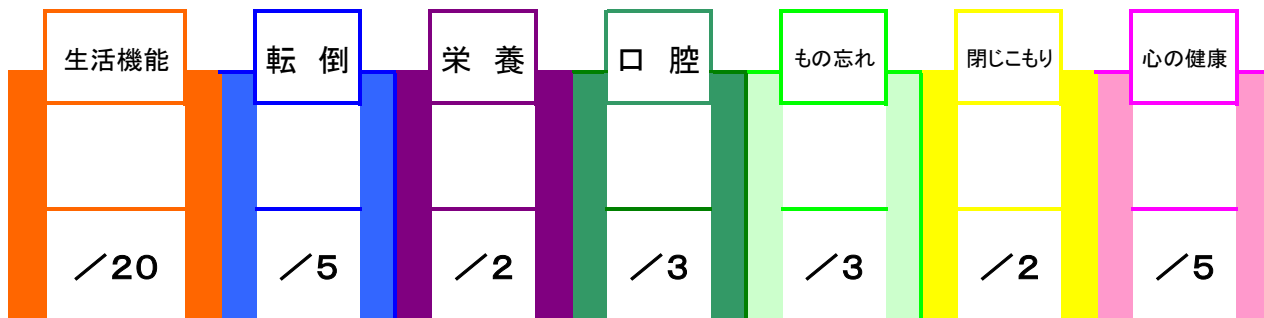 生活機能 転 倒 栄 養 口 腔 もの忘れ 閉じこもり 心の健康
／20 ／5 ／2 ／3 ／3 ／2 ／5